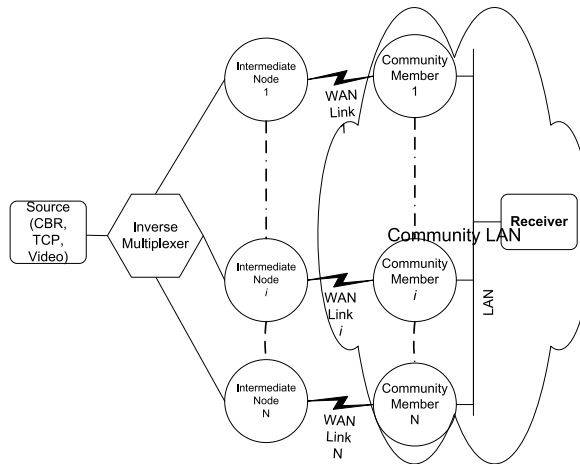 Intermediate
Node
1
WAN
Link
1
Community
Member
1
Source
(CBR,
TCP,
Video)
Inverse
Multiplexer
Receiver
Community LAN
Intermediate
Node
i
WAN
Link
i
Community
Member
i
LAN
Intermediate
Node
N
WAN
Link
N
Community
Member
N